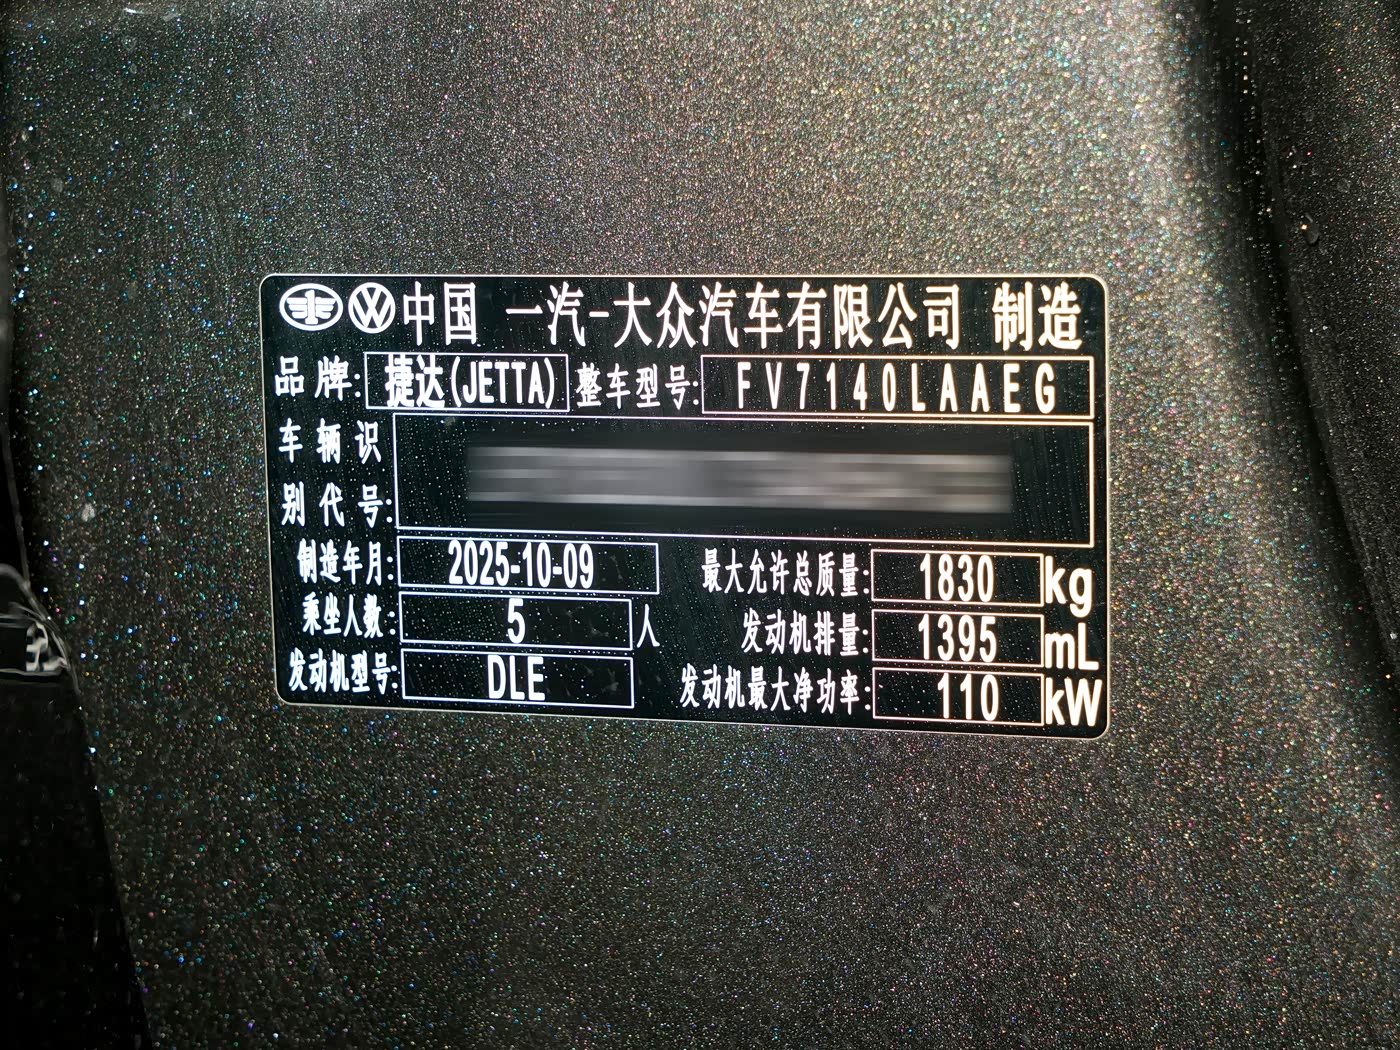 中国 一汽-大众汽车有限公司 制造
品牌: 捷达(JETTA) 整车型号: FV7140LAAEG
车辆识
别代号:
制造年月: 2025-10-09 最大允许总质量: 1830 kg
乘坐人数: 5 人 发动机排量: 1395 mL
发动机型号: DLE 发动机最大净功率: 110 kW